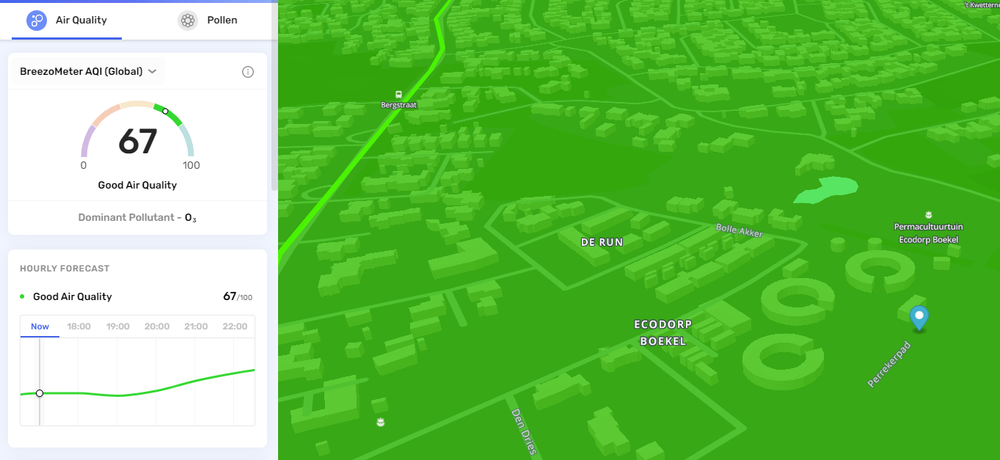 Air Quality
Pollen
BreezoMeter AQI (Global)
67
0
100
Good Air Quality
Dominant Pollutant - O₃
HOURLY FORECAST
Good Air Quality
67/100
Now
18:00
19:00
20:00
21:00
22:00
't Kwetterne
Bergstraat
Bolle Akker
DE RUN
Permacultuurtuin
Ecodorp Boekel
ECODORP
BOEKEL
Perrekerpad
Den Dries